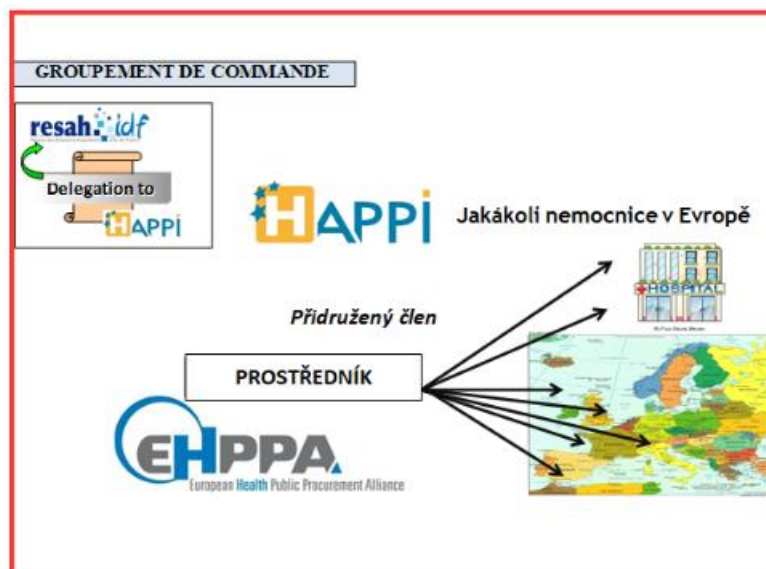 GROUPEMENT DE COMMANDE
resah idf
Delegation to
HAPPI
HAPPI
Jakákoli nemocnice v Evropě
HOSPITAL
Přidružený člen
PROSTŘEDNÍK
EHPPA
European Health Public Procurement Alliance